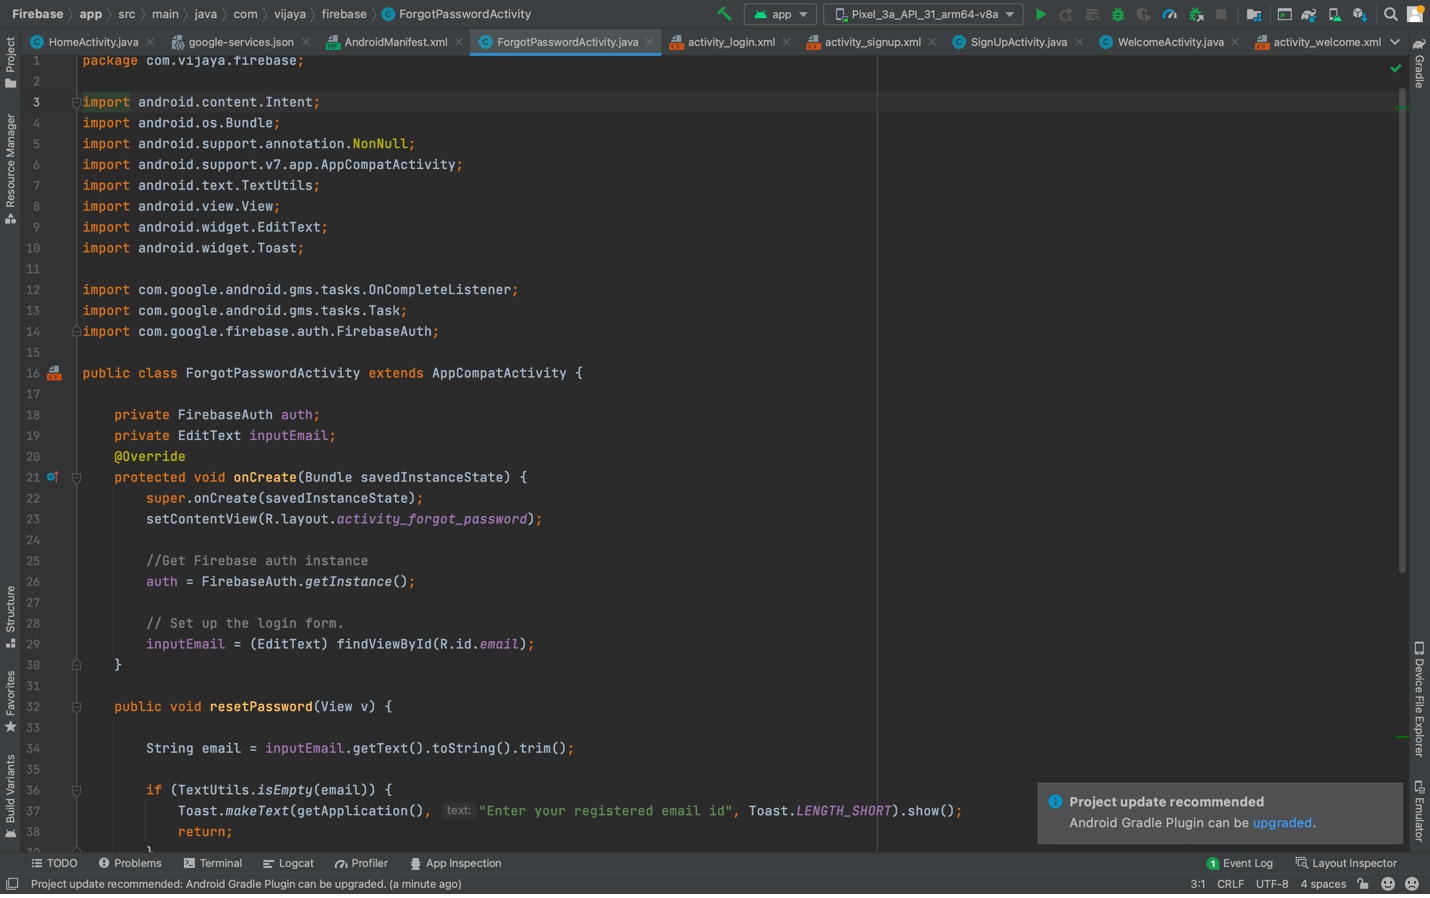 Firebase app src main java com vijaya firebase ForgotPasswordActivity app Pixel_3a_API_31_arm64-v8a
HomeActivity.java google-services.json AndroidManifest.xml ForgotPasswordActivity.java activity_login.xml activity_signup.xml SignUpActivity.java WelcomeActivity.java activity_welcome.xml
Project
Resource Manager
Structure
Favorites
Build Variants
1 package com.vijaya.firebase;
2
3 import android.content.Intent;
4 import android.os.Bundle;
5 import android.support.annotation.NonNull;
6 import android.support.v7.app.AppCompatActivity;
7 import android.text.TextUtils;
8 import android.view.View;
9 import android.widget.EditText;
10 import android.widget.Toast;
11
12 import com.google.android.gms.tasks.OnCompleteListener;
13 import com.google.android.gms.tasks.Task;
14 import com.google.firebase.auth.FirebaseAuth;
15
16 public class ForgotPasswordActivity extends AppCompatActivity {
17
18 private FirebaseAuth auth;
19 private EditText inputEmail;
20 @Override
21 protected void onCreate(Bundle savedInstanceState) {
22 super.onCreate(savedInstanceState);
23 setContentView(R.layout.activity_forgot_password);
24
25 //Get Firebase auth instance
26 auth = FirebaseAuth.getInstance();
27
28 // Set up the login form.
29 inputEmail = (EditText) findViewById(R.id.email);
30 }
31
32 public void resetPassword(View v) {
33
34 String email = inputEmail.getText().toString().trim();
35
36 if (TextUtils.isEmpty(email)) {
37 Toast.makeText(getApplication(), text: "Enter your registered email id", Toast.LENGTH_SHORT).show();
38 return;
39 }
Gradle
Device File Explorer
Emulator
Project update recommended
Android Gradle Plugin can be upgraded.
TODO Problems Terminal Logcat Profiler App Inspection 1 Event Log Layout Inspector
Project update recommended: Android Gradle Plugin can be upgraded. (a minute ago) 3:1 CRLF UTF-8 4 spaces